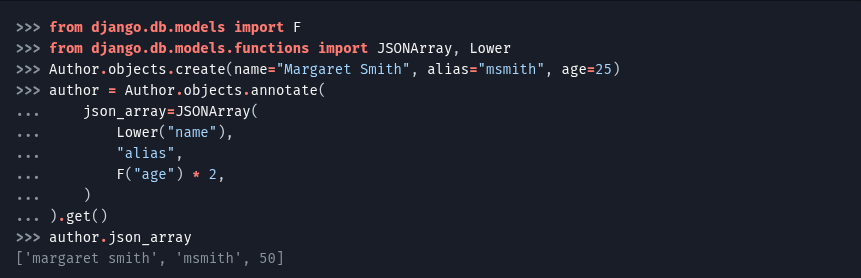 >>> from django.db.models import F
>>> from django.db.models.functions import JSONArray, Lower
>>> Author.objects.create(name="Margaret Smith", alias="msmith", age=25)
>>> author = Author.objects.annotate(
...     json_array=JSONArray(
...         Lower("name"),
...         "alias",
...         F("age") * 2,
...     )
... ).get()
>>> author.json_array
['margaret smith', 'msmith', 50]